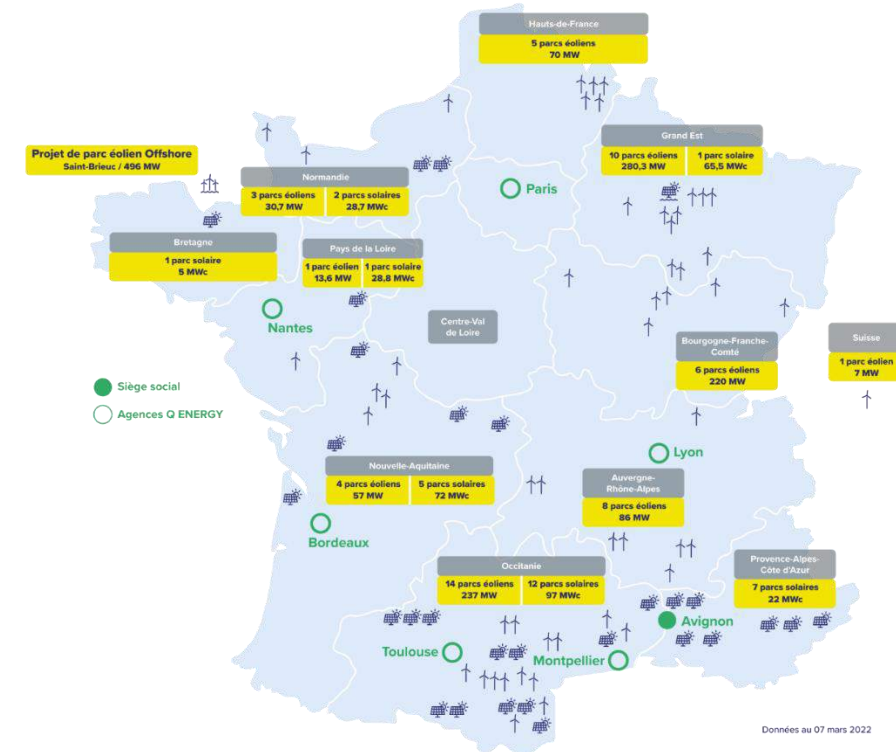 Hauts-de-France
5 parcs éoliens
70 MW
Grand Est
10 parcs éoliens
280,3 MW
1 parc solaire
65,5 MWc
Projet de parc éolien Offshore
Saint-Brieuc / 496 MW
Normandie
3 parcs éoliens
30,7 MW
2 parcs solaires
28,7 MWc
Paris
Bretagne
1 parc solaire
5 MWc
Pays de la Loire
1 parc éolien
13,6 MW
1 parc solaire
28,8 MWc
Nantes
Centre-Val
de Loire
Bourgogne-Franche-
Comté
6 parcs éoliens
220 MW
Suisse
1 parc éolien
7 MW
Siège social
Agences Q ENERGY
Lyon
Nouvelle-Aquitaine
4 parcs éoliens
57 MW
5 parcs solaires
72 MWc
Auvergne-
Rhône-Alpes
8 parcs éoliens
86 MW
Bordeaux
Occitanie
14 parcs éoliens
237 MW
12 parcs solaires
97 MWc
Provence-Alpes-
Côte d'Azur
7 parcs solaires
22 MWc
Avignon
Toulouse
Montpellier
Données au 07 mars 2022